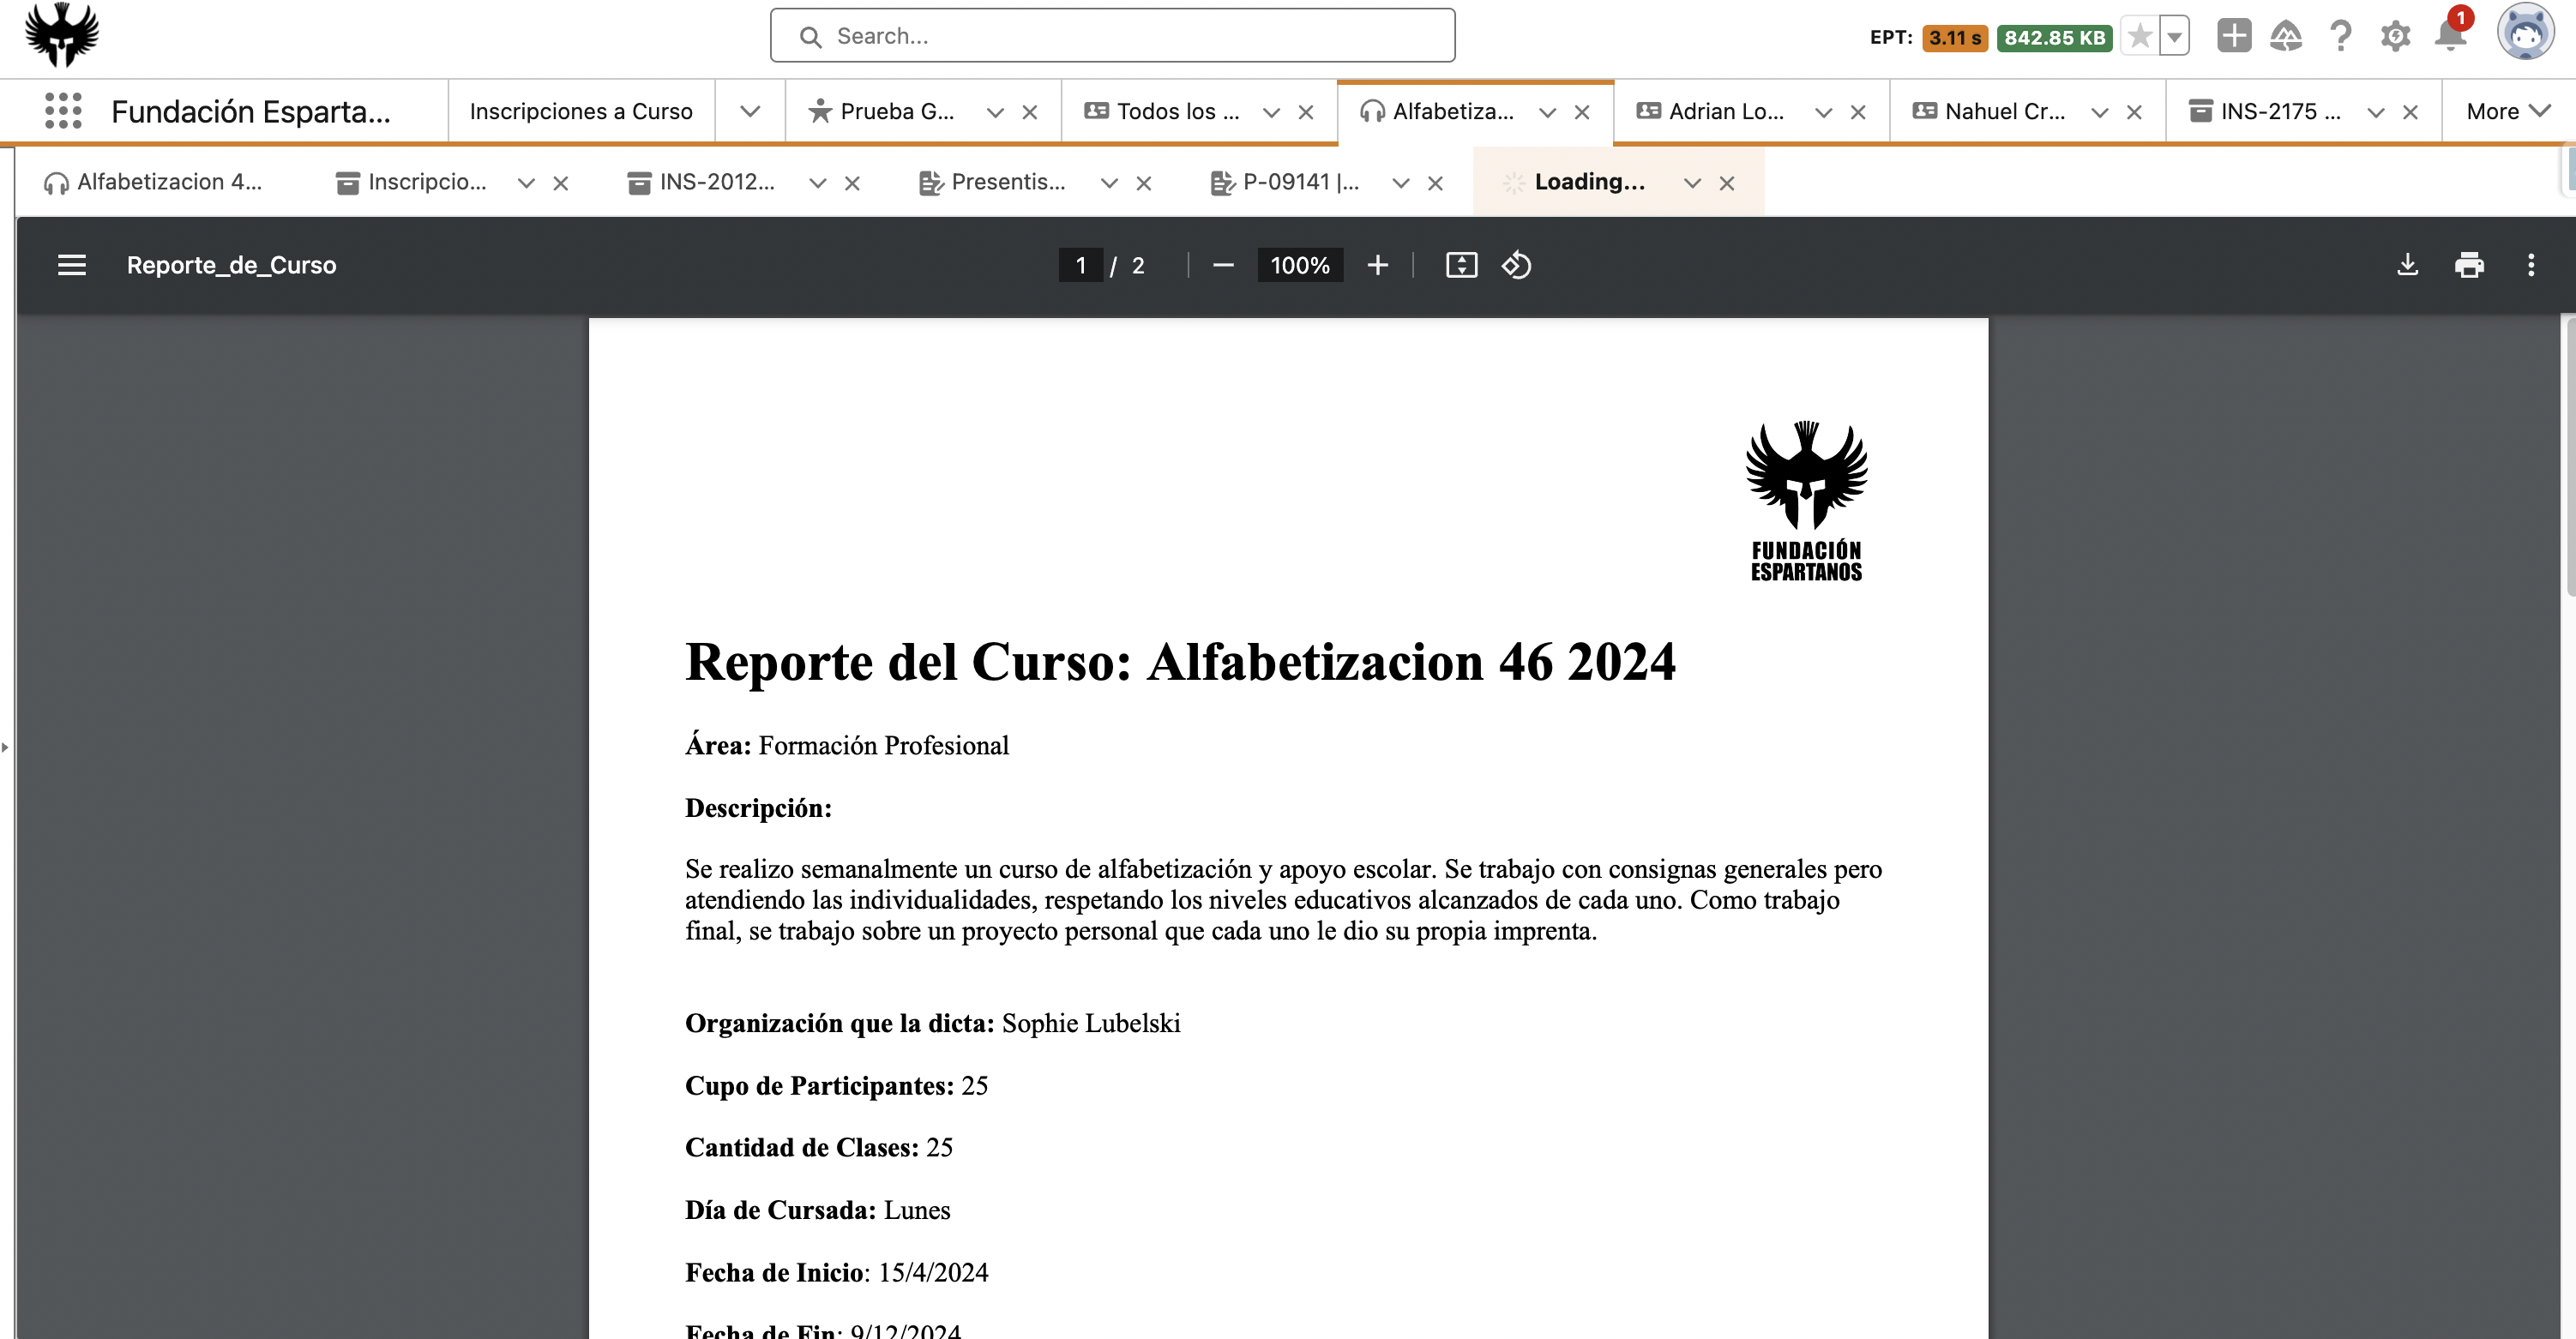 Search...
EPT: 3.11 s 842.85 KB
1
Fundación Esparta...
Inscripciones a Curso
Prueba G...
Todos los ...
Alfabetiza...
Adrian Lo...
Nahuel Cr...
INS-2175 ...
More
Alfabetizacion 4...
Inscripcio...
INS-2012...
Presentis...
P-09141 |...
Loading...
Reporte_de_Curso
1 / 2
100%
FUNDACIÓN
ESPARTANOS
Reporte del Curso: Alfabetizacion 46 2024
Área: Formación Profesional
Descripción:
Se realizo semanalmente un curso de alfabetización y apoyo escolar. Se trabajo con consignas generales pero
atendiendo las individualidades, respetando los niveles educativos alcanzados de cada uno. Como trabajo
final, se trabajo sobre un proyecto personal que cada uno le dio su propia imprenta.
Organización que la dicta: Sophie Lubelski
Cupo de Participantes: 25
Cantidad de Clases: 25
Día de Cursada: Lunes
Fecha de Inicio: 15/4/2024
Fecha de Fin: 9/12/2024